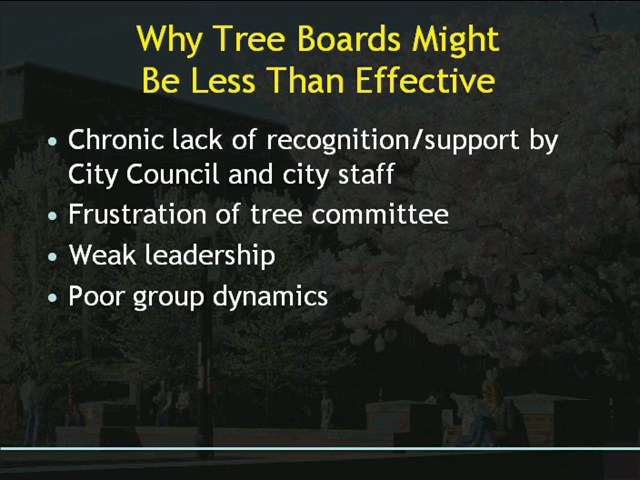 Why Tree Boards Might
Be Less Than Effective
• Chronic lack of recognition/support by
City Council and city staff
• Frustration of tree committee
• Weak leadership
• Poor group dynamics